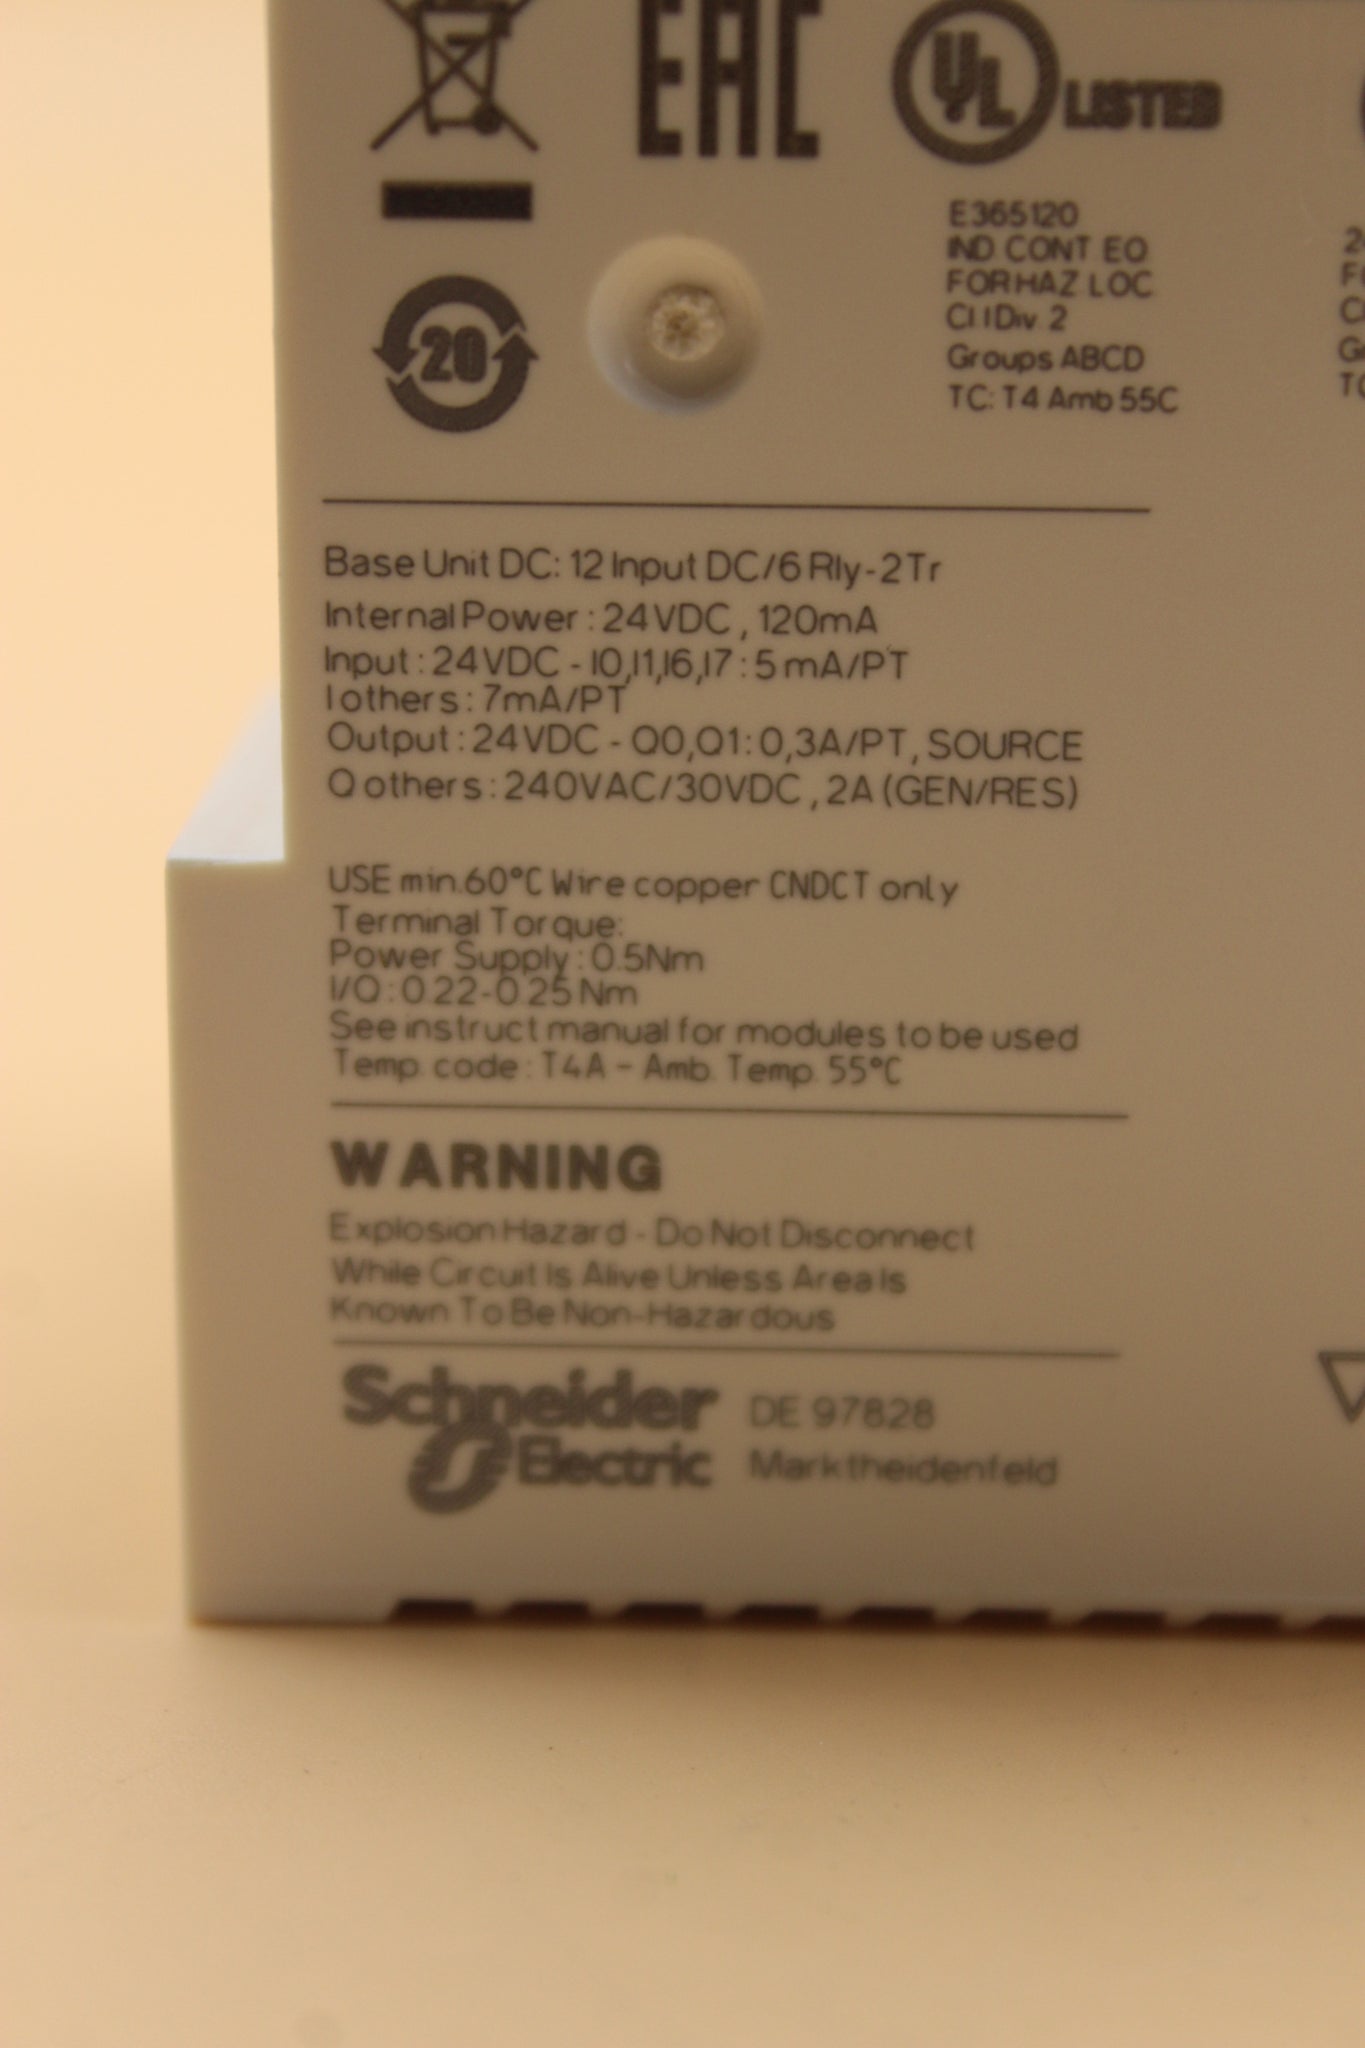 EAC
UL LISTED
E365120
IND CONT EQ
FOR HAZ LOC
Cl I Div. 2
Groups ABCD
TC: T4 Amb 55C
20
Base Unit DC: 12 Input DC/6 Rly-2Tr
Internal Power : 24VDC , 120mA
Input : 24VDC - I0,I1,I6,I7 : 5 mA/PT
I others : 7mA/PT
Output : 24VDC - Q0,Q1: 0,3A/PT, SOURCE
Q others : 240VAC/30VDC , 2A (GEN/RES)
USE min.60°C Wire copper CNDCT only
Terminal Torque:
Power Supply : 0.5Nm
I/Q : 0.22-0.25 Nm
See instruct manual for modules to be used
Temp. code : T4A - Amb. Temp. 55°C
WARNING
Explosion Hazard - Do Not Disconnect
While Circuit Is Alive Unless Area Is
Known To Be Non-Hazardous
Schneider DE 97828
Electric Marktheidenfeld